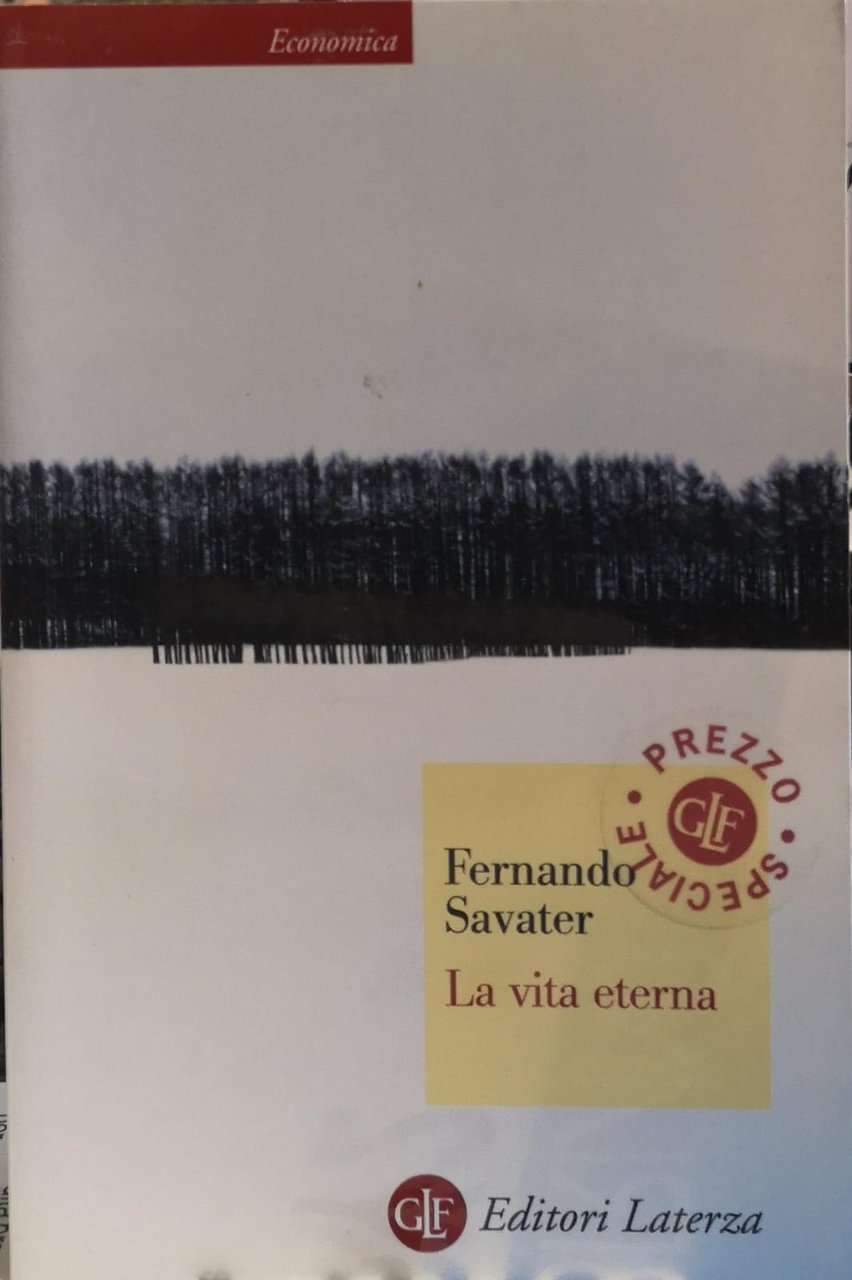 Economica
PREZZO
SPECIALE
GLF
Fernando
Savater
La vita eterna
GLF
Editori Laterza